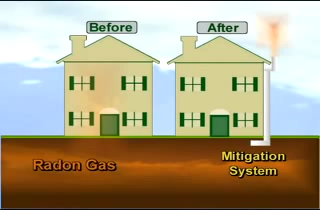 Before
After
Radon Gas
Mitigation
System